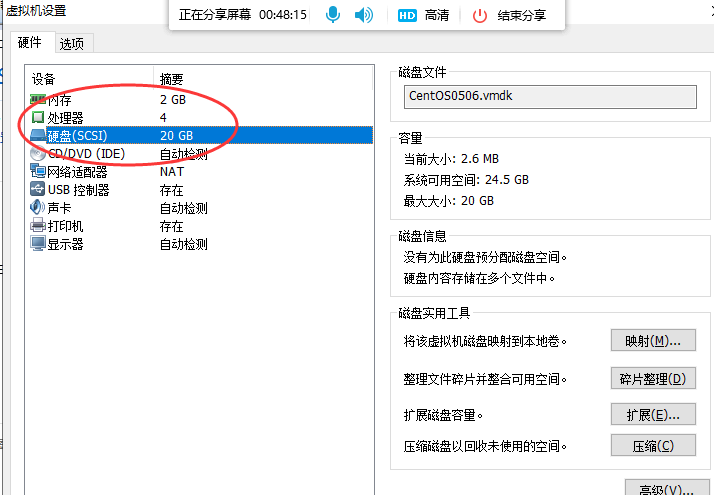 虚拟机设置
正在分享屏幕 00:48:15 HD 高清 结束分享
硬件 选项
设备 摘要
内存 2 GB
处理器 4
硬盘(SCSI) 20 GB
CD/DVD (IDE) 自动检测
网络适配器 NAT
USB 控制器 存在
声卡 自动检测
打印机 存在
显示器 自动检测
磁盘文件
CentOS0506.vmdk
容量
当前大小: 2.6 MB
系统可用空间: 24.5 GB
最大大小: 20 GB
磁盘信息
没有为此硬盘预分配磁盘空间。
硬盘内容存储在多个文件中。
磁盘实用工具
将该虚拟机磁盘映射到本地卷。 映射(M)...
整理文件碎片并整合可用空间。 碎片整理(D)
扩展磁盘容量。 扩展(E)...
压缩磁盘以回收未使用的空间。 压缩(C)
高级(V)...